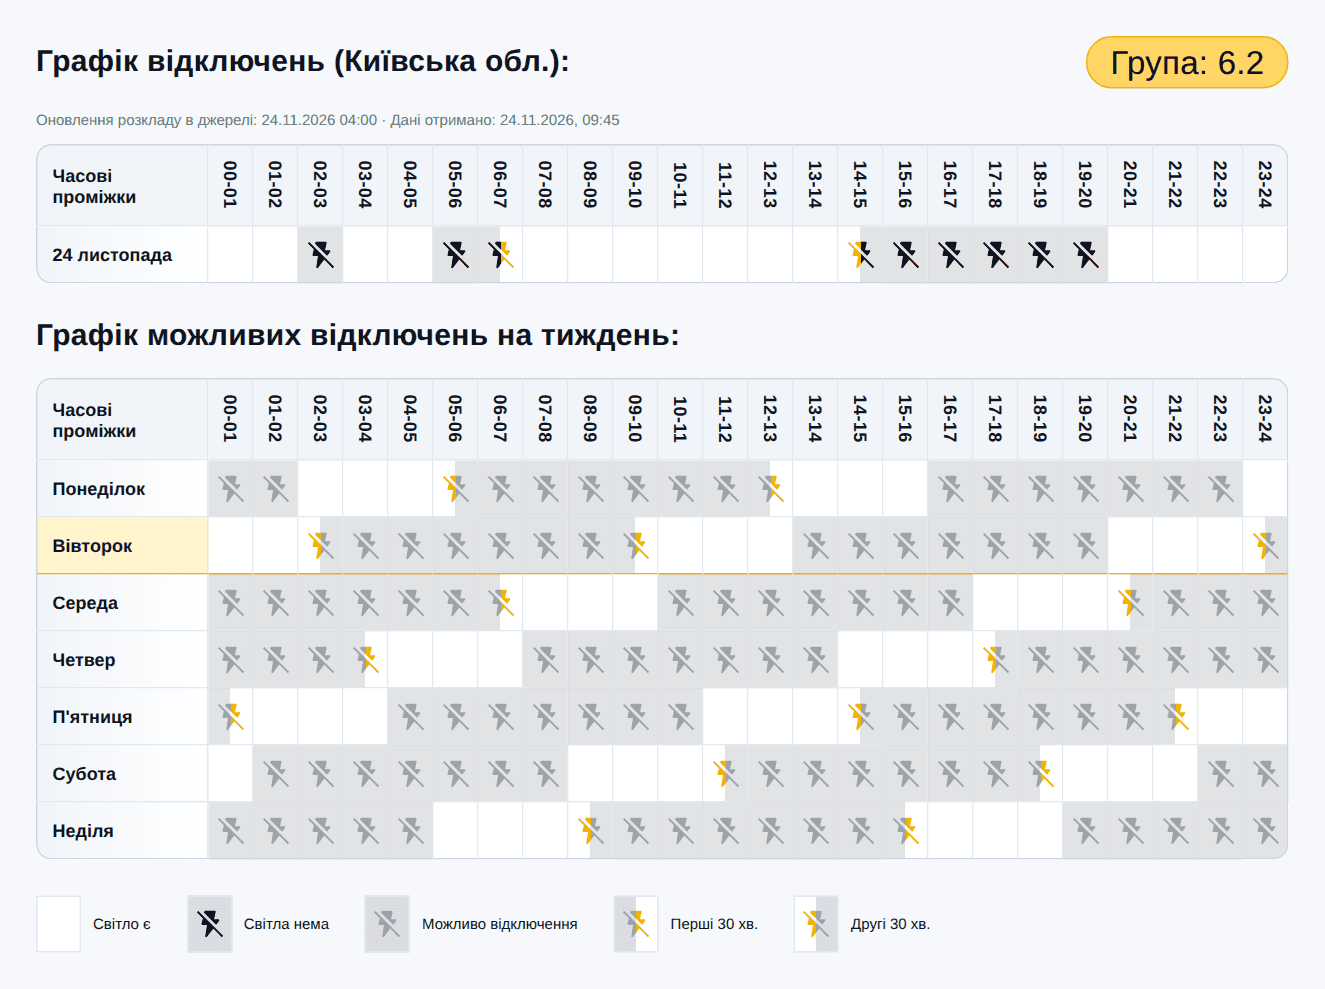 Графік відключень (Київська обл.):
Група: 6.2
Оновлення розкладу в джерелі: 24.11.2026 04:00 · Дані отримано: 24.11.2026, 09:45
Часові
проміжки
00-01 01-02 02-03 03-04 04-05 05-06 06-07 07-08 08-09 09-10 10-11 11-12 12-13 13-14 14-15 15-16 16-17 17-18 18-19 19-20 20-21 21-22 22-23 23-24
24 листопада
Графік можливих відключень на тиждень:
Часові
проміжки
00-01 01-02 02-03 03-04 04-05 05-06 06-07 07-08 08-09 09-10 10-11 11-12 12-13 13-14 14-15 15-16 16-17 17-18 18-19 19-20 20-21 21-22 22-23 23-24
Понеділок
Вівторок
Середа
Четвер
П'ятниця
Субота
Неділя
Світло є
Світла нема
Можливо відключення
Перші 30 хв.
Другі 30 хв.